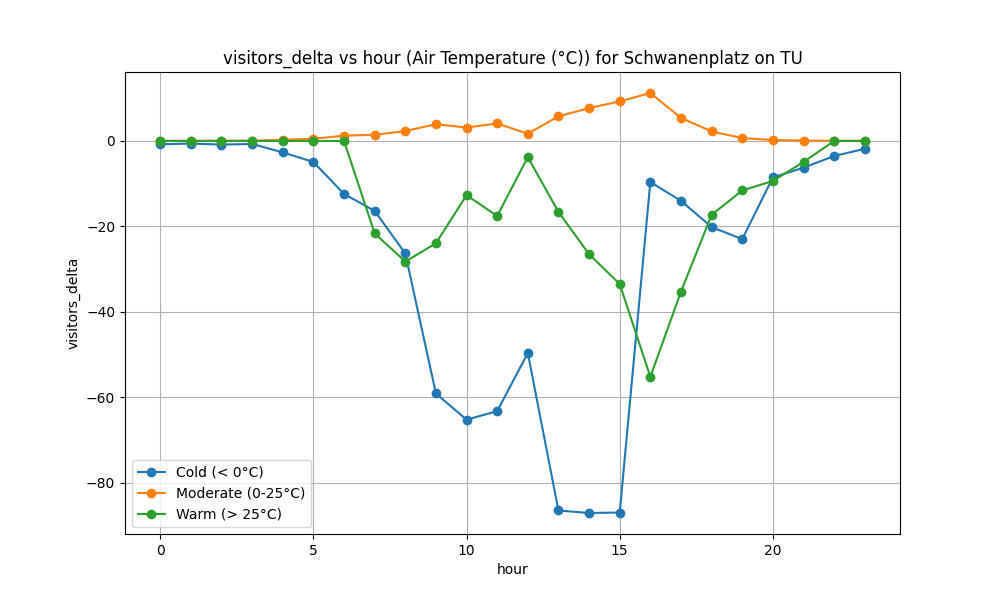 visitors_delta vs hour (Air Temperature (°C)) for Schwanenplatz on TU
visitors_delta
0
−20
−40
−60
−80
Cold (< 0°C)
Moderate (0-25°C)
Warm (> 25°C)
0 5 10 15 20
hour